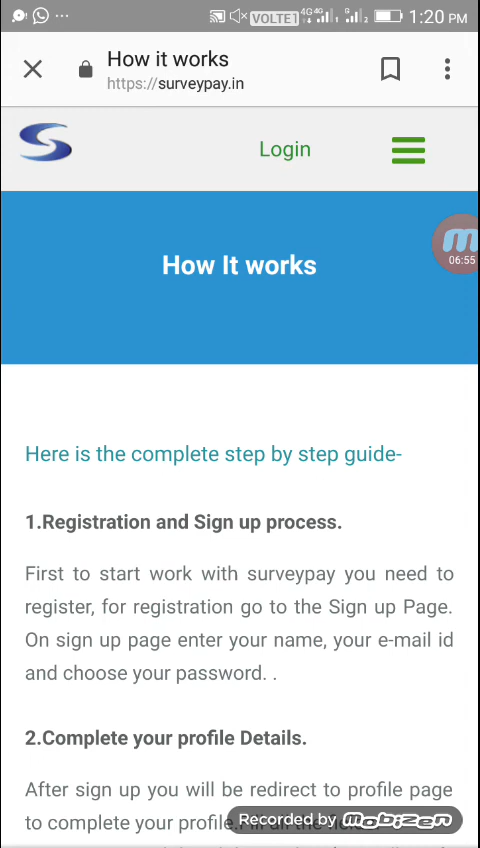 VOLTE1 4G 4G 1 G 2 1:20 PM
How it works
https://surveypay.in
Login
How It works
06:55
Here is the complete step by step guide-
1.Registration and Sign up process.
First to start work with surveypay you need to
register, for registration go to the Sign up Page.
On sign up page enter your name, your e-mail id
and choose your password. .
2.Complete your profile Details.
After sign up you will be redirect to profile page
to complete your profile.
Recorded by mobizen